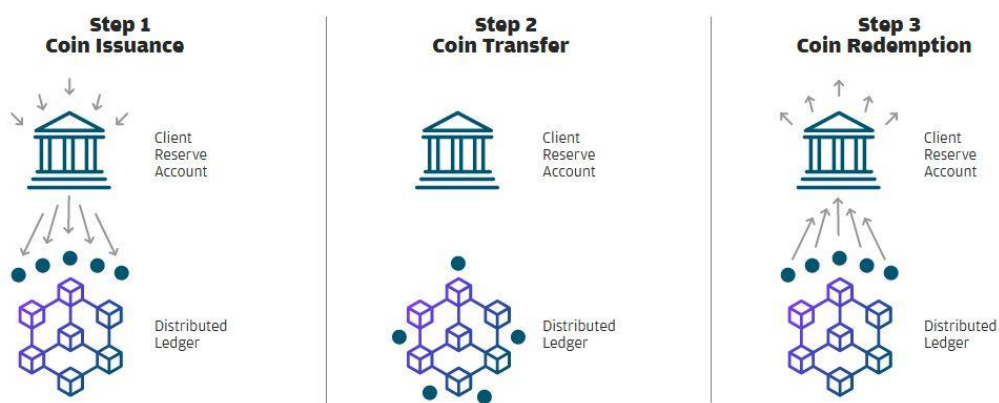 Step 1
Coin Issuance
Client
Reserve
Account
Distributed
Ledger
Step 2
Coin Transfer
Client
Reserve
Account
Distributed
Ledger
Step 3
Coin Redemption
Client
Reserve
Account
Distributed
Ledger